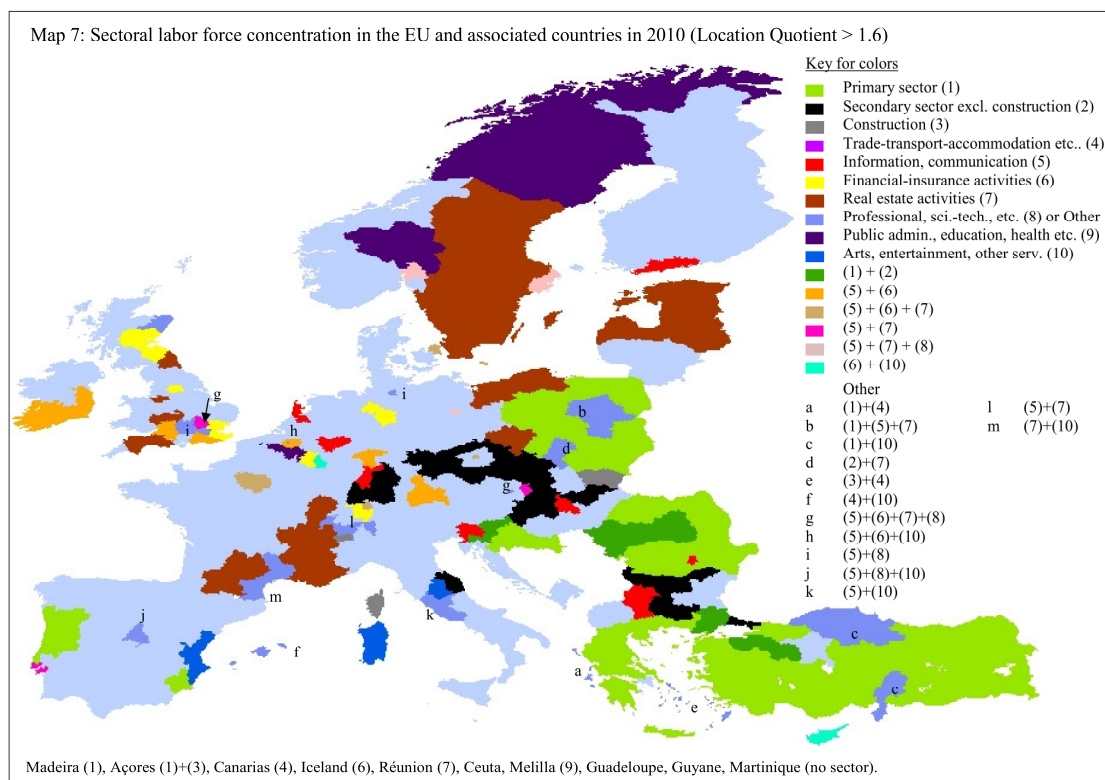 Map 7: Sectoral labor force concentration in the EU and associated countries in 2010 (Location Quotient > 1.6)
Key for colors
Primary sector (1)
Secondary sector excl. construction (2)
Construction (3)
Trade-transport-accommodation etc.. (4)
Information, communication (5)
Financial-insurance activities (6)
Real estate activities (7)
Professional, sci.-tech., etc. (8) or Other
Public admin., education, health etc. (9)
Arts, entertainment, other serv. (10)
(1) + (2)
(5) + (6)
(5) + (6) + (7)
(5) + (7)
(5) + (7) + (8)
(6) + (10)
Other
a (1)+(4) l (5)+(7)
b (1)+(5)+(7) m (7)+(10)
c (1)+(10)
d (2)+(7)
e (3)+(4)
f (4)+(10)
g (5)+(6)+(7)+(8)
h (5)+(6)+(10)
i (5)+(8)
j (5)+(8)+(10)
k (5)+(10)
g
i
i
h
b
d
g
l
m
j
k
f
a
e
c
c
Madeira (1), Açores (1)+(3), Canarias (4), Iceland (6), Réunion (7), Ceuta, Melilla (9), Guadeloupe, Guyane, Martinique (no sector).